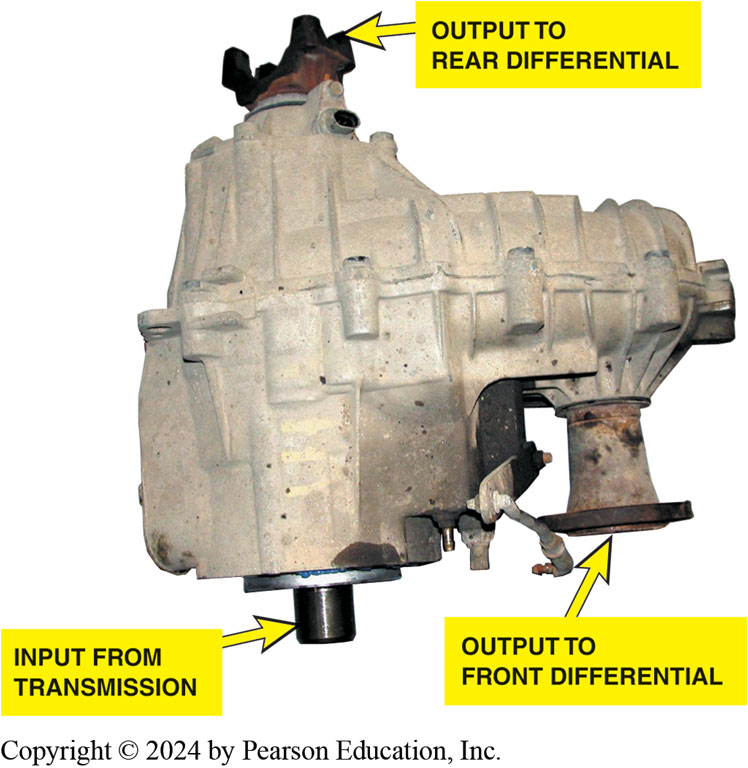 OUTPUT TO
REAR DIFFERENTIAL
INPUT FROM
TRANSMISSION
OUTPUT TO
FRONT DIFFERENTIAL
Copyright © 2024 by Pearson Education, Inc.